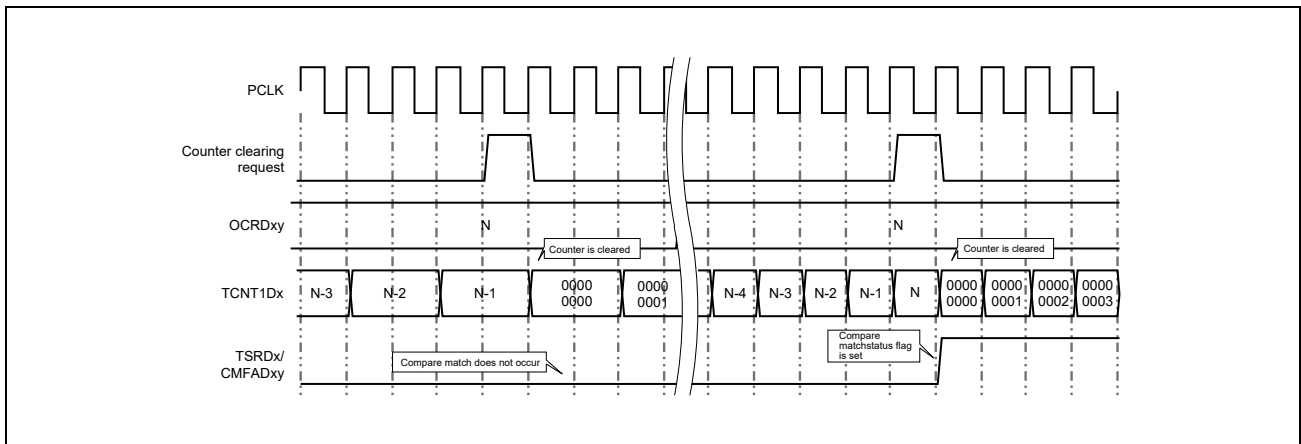 PCLK
Counter clearing
request
OCRDxy
N
N
Counter is cleared
Counter is cleared
TCNT1Dx
N-3
N-2
N-1
0000
0000
0000
0001
N-4
N-3
N-2
N-1
N
0000
0000
0000
0001
0000
0002
0000
0003
TSRDx/
CMFADxy
Compare match does not occur
Compare
matchstatus flag
is set